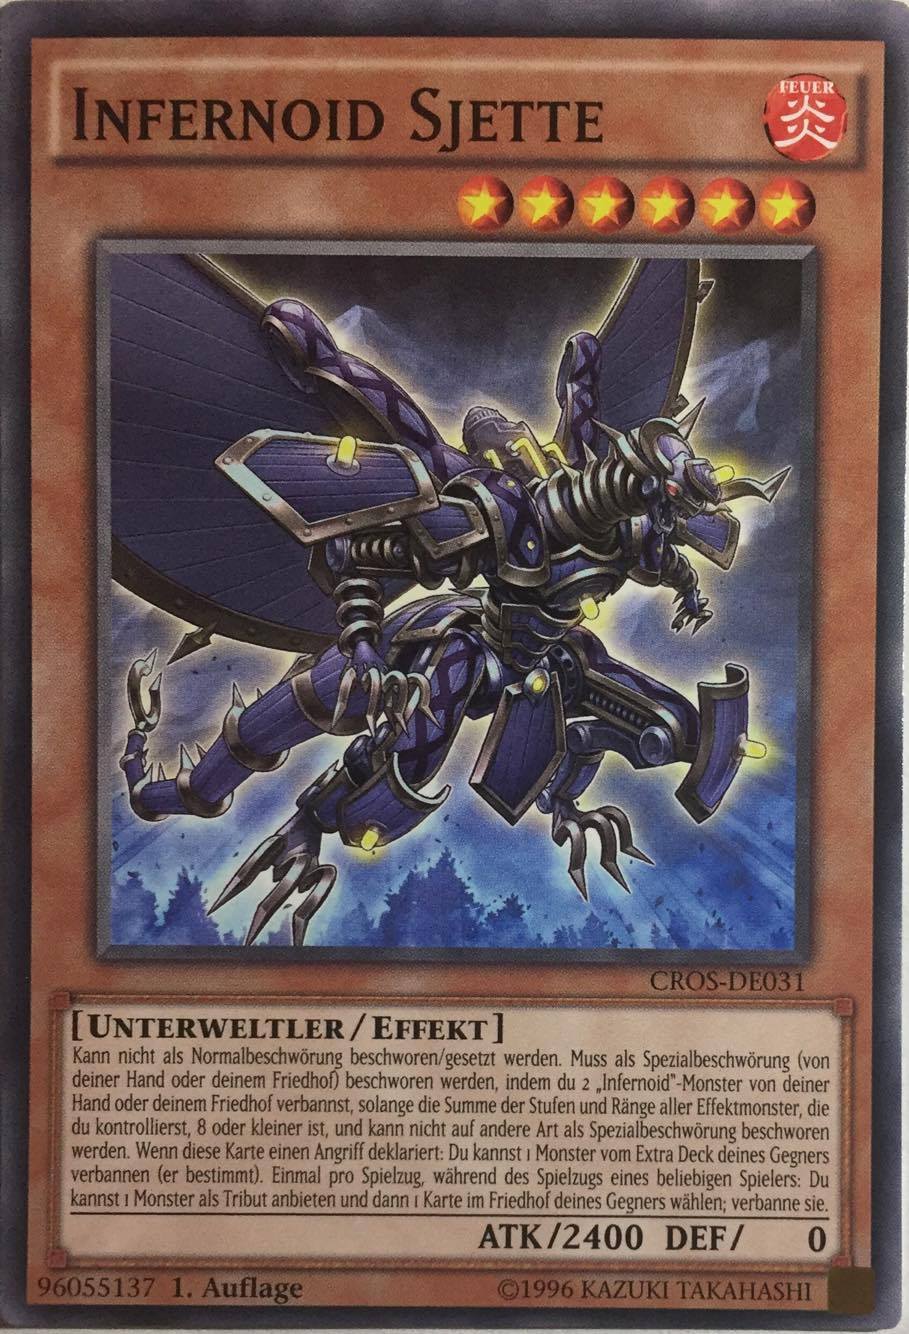 INFERNOID SJETTE
FEUER
炎
CROS-DE031
[UNTERWELTLER/EFFEKT]
Kann nicht als Normalbeschwörung beschworen/gesetzt werden. Muss als Spezialbeschwörung (von
deiner Hand oder deinem Friedhof) beschworen werden, indem du 2 „Infernoid“-Monster von deiner
Hand oder deinem Friedhof verbannst, solange die Summe der Stufen und Ränge aller Effektmonster, die
du kontrollierst, 8 oder kleiner ist, und kann nicht auf andere Art als Spezialbeschwörung beschworen
werden. Wenn diese Karte einen Angriff deklariert: Du kannst 1 Monster vom Extra Deck deines Gegners
verbannen (er bestimmt). Einmal pro Spielzug, während des Spielzugs eines beliebigen Spielers: Du
kannst 1 Monster als Tribut anbieten und dann 1 Karte im Friedhof deines Gegners wählen; verbanne sie.
ATK/2400 DEF/ 0
96055137 1. Auflage ©1996 KAZUKI TAKAHASHI